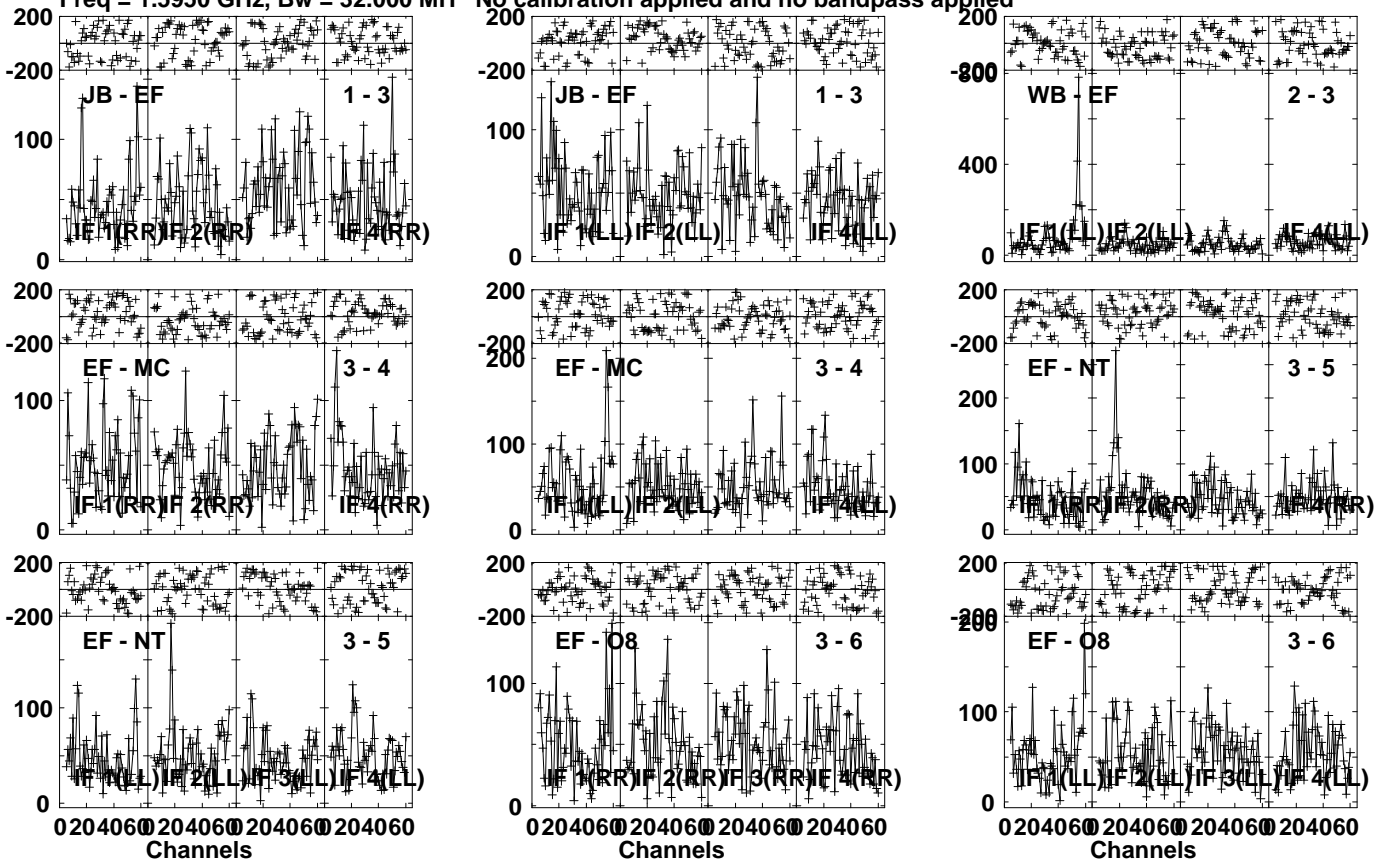 Freq = 1.5950 GHz, Bw = 32.000 MH No calibration applied and no bandpass applied
200
-200
JB - EF
1 - 3
100
0
IF 1(RR)
IF 2(RR)
IF 4(RR)
200
-200
JB - EF
1 - 3
100
0
IF 1(LL)
IF 2(LL)
IF 4(LL)
200
-200
800
WB - EF
2 - 3
400
200
0
IF 1(LL)
IF 2(LL)
IF 4(LL)
200
-200
EF - MC
3 - 4
100
0
IF 1(RR)
IF 2(RR)
IF 4(RR)
200
-200
200
EF - MC
3 - 4
100
0
IF 1(LL)
IF 2(LL)
IF 4(LL)
200
-200
EF - NT
3 - 5
200
100
0
IF 1(RR)
IF 2(RR)
IF 4(RR)
200
-200
EF - NT
3 - 5
100
0
IF 1(LL)
IF 2(LL)
IF 3(LL)
IF 4(LL)
0 20 40 60 0 20 40 60 0 20 40 60 0 20 40 60
Channels
200
-200
EF - O8
3 - 6
100
0
IF 1(RR)
IF 2(RR)
IF 3(RR)
IF 4(RR)
0 20 40 60 0 20 40 60 0 20 40 60 0 20 40 60
Channels
200
-200
200
EF - O8
3 - 6
100
0
IF 1(LL)
IF 2(LL)
IF 3(LL)
IF 4(LL)
0 20 40 60 0 20 40 60 0 20 40 60 0 20 40 60
Channels